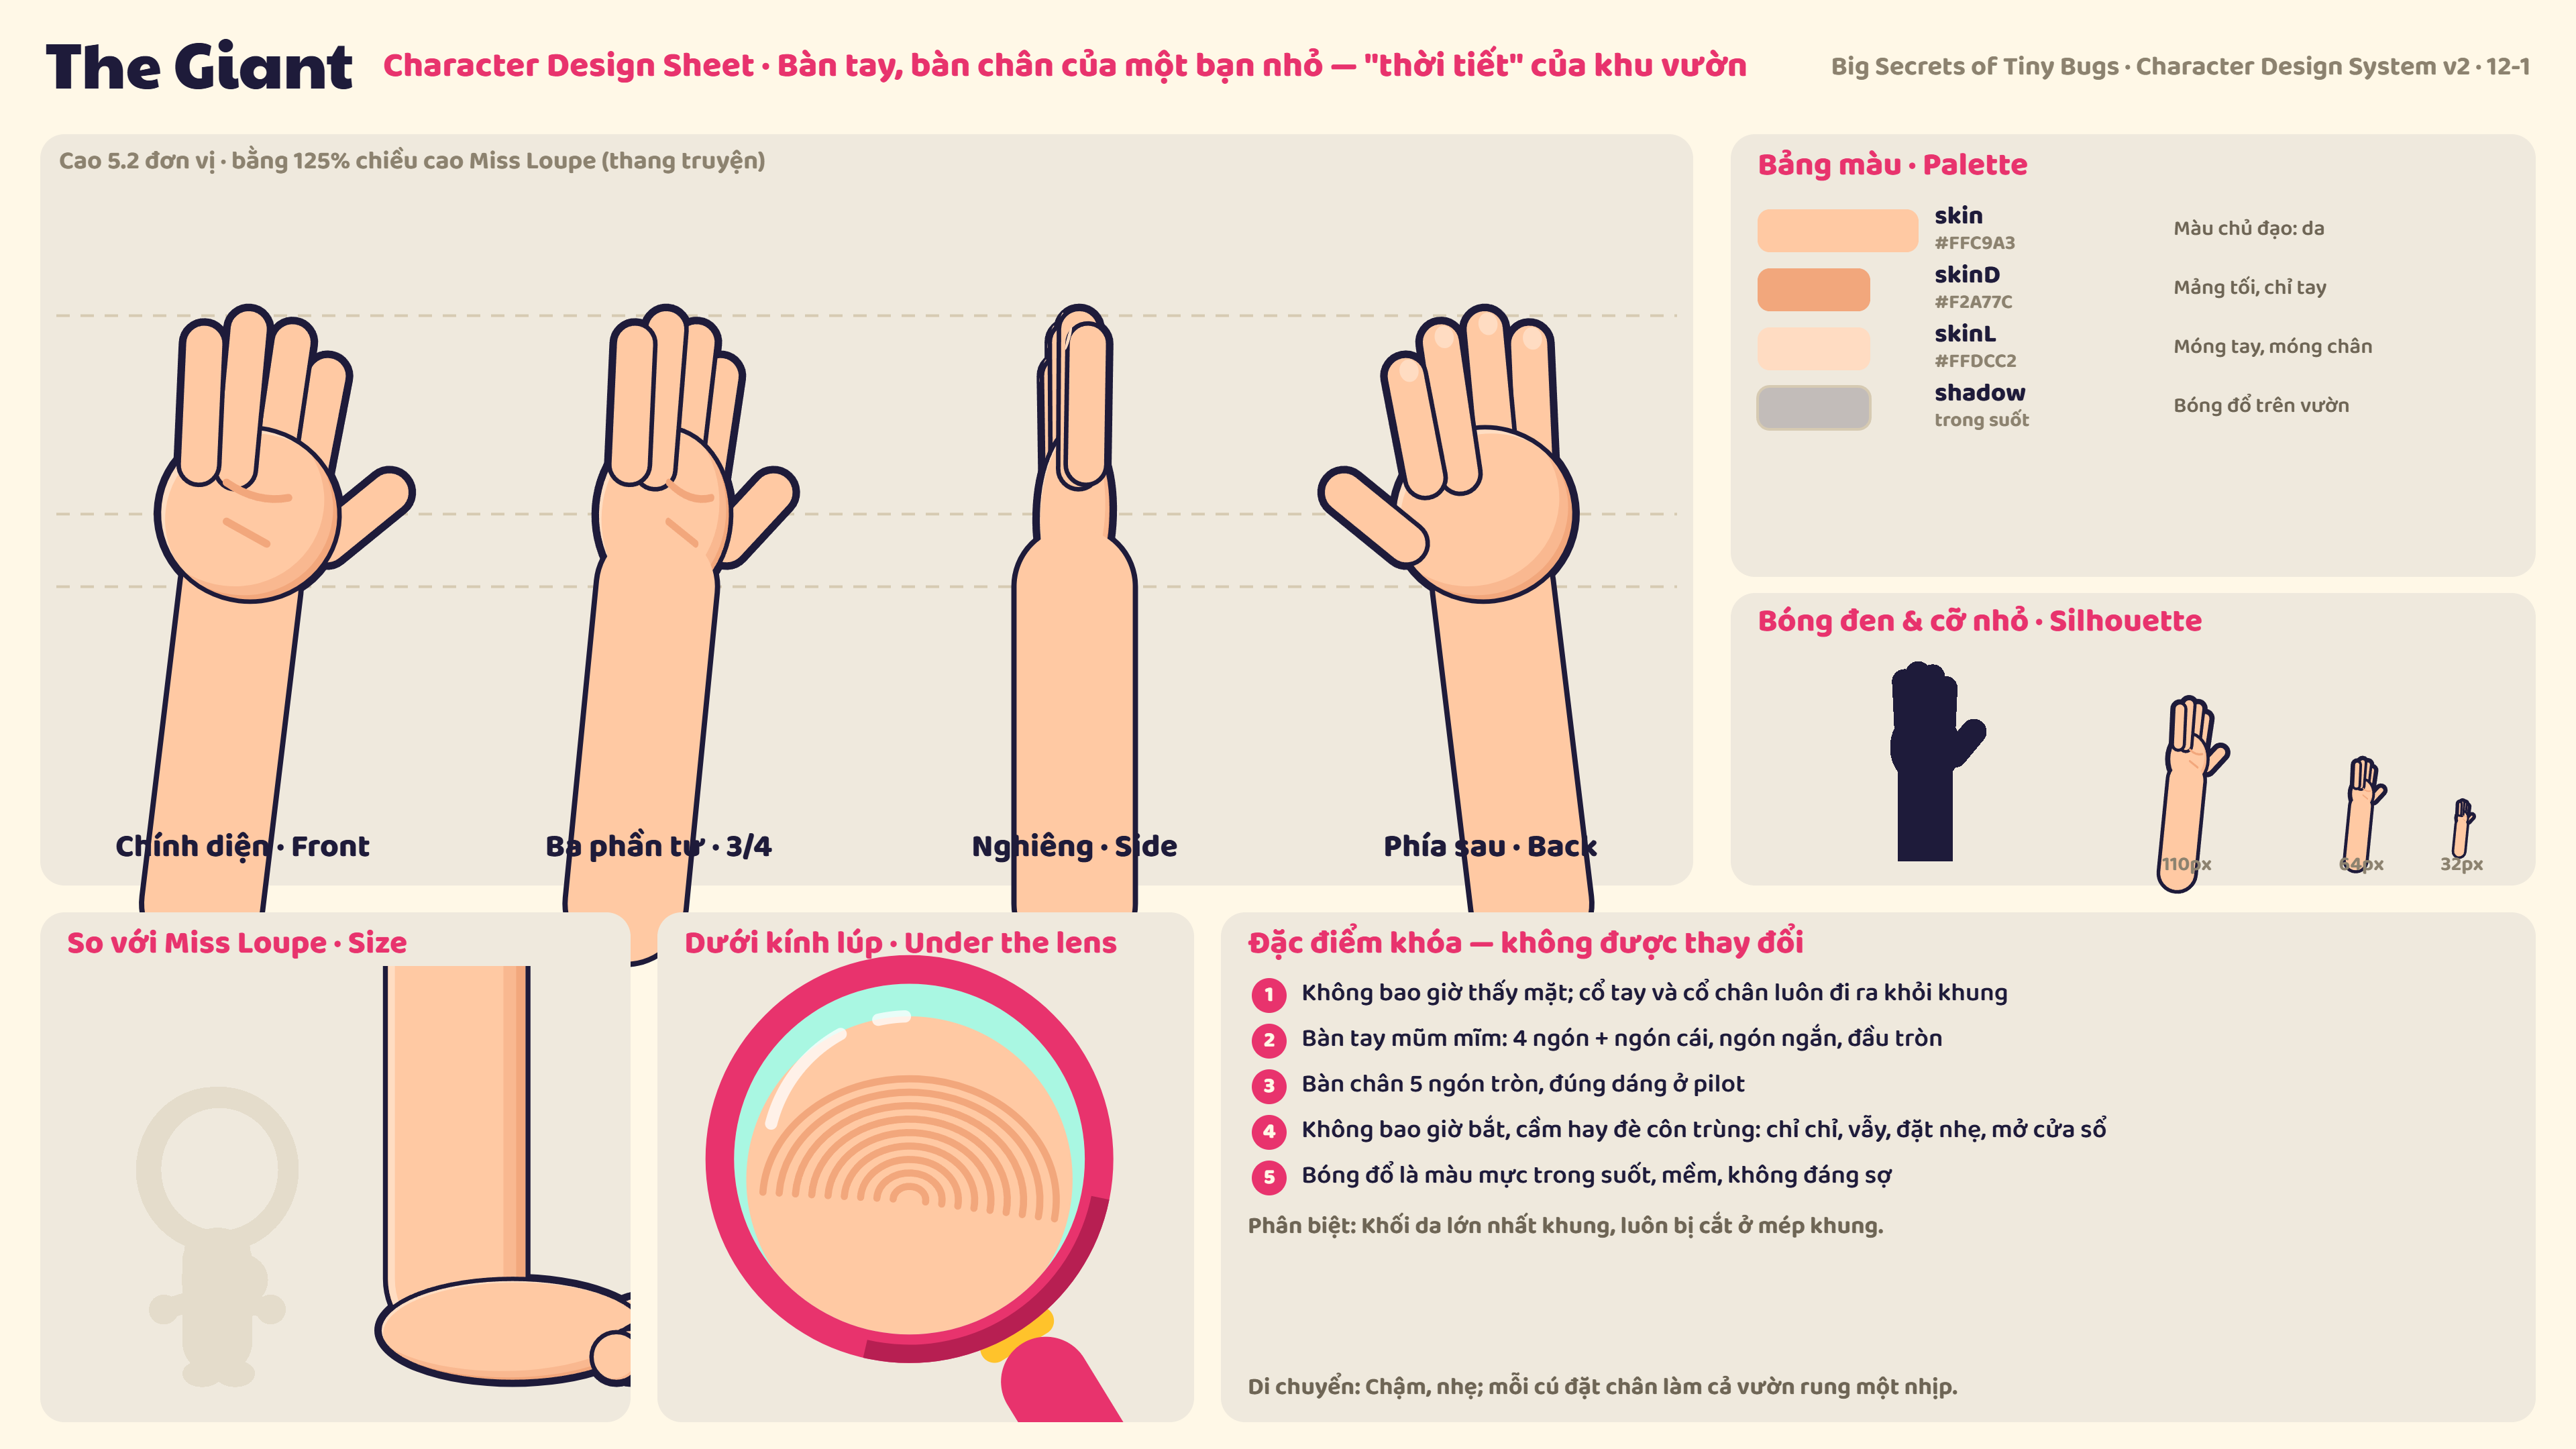 The Giant
Character Design Sheet · Bàn tay, bàn chân của một bạn nhỏ — "thời tiết" của khu vườn
Big Secrets of Tiny Bugs · Character Design System v2 · 12-1
Cao 5.2 đơn vị · bằng 125% chiều cao Miss Loupe (thang truyện)
Chính diện · Front
Ba phần tư · 3/4
Nghiêng · Side
Phía sau · Back
Bảng màu · Palette
skin
#FFC9A3
Màu chủ đạo: da
skinD
#F2A77C
Mảng tối, chỉ tay
skinL
#FFDCC2
Móng tay, móng chân
shadow
trong suốt
Bóng đổ trên vườn
Bóng đen & cỡ nhỏ · Silhouette
110px
64px
32px
So với Miss Loupe · Size
Dưới kính lúp · Under the lens
Đặc điểm khóa — không được thay đổi
1 Không bao giờ thấy mặt; cổ tay và cổ chân luôn đi ra khỏi khung
2 Bàn tay mũm mĩm: 4 ngón + ngón cái, ngón ngắn, đầu tròn
3 Bàn chân 5 ngón tròn, đúng dáng ở pilot
4 Không bao giờ bắt, cầm hay đè côn trùng: chỉ chỉ, vẫy, đặt nhẹ, mở cửa sổ
5 Bóng đổ là màu mực trong suốt, mềm, không đáng sợ
Phân biệt: Khối da lớn nhất khung, luôn bị cắt ở mép khung.
Di chuyển: Chậm, nhẹ; mỗi cú đặt chân làm cả vườn rung một nhịp.